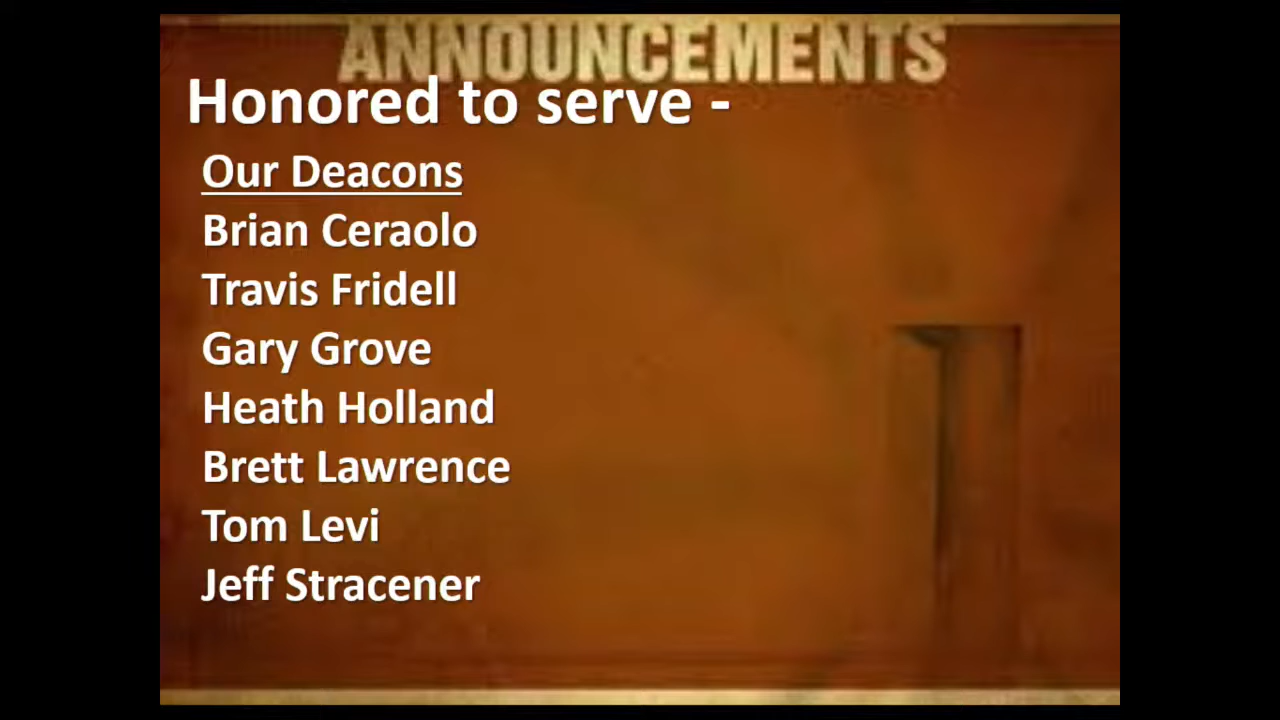 ANNOUNCEMENTS
Honored to serve -
Our Deacons
Brian Ceraolo
Travis Fridell
Gary Grove
Heath Holland
Brett Lawrence
Tom Levi
Jeff Stracener